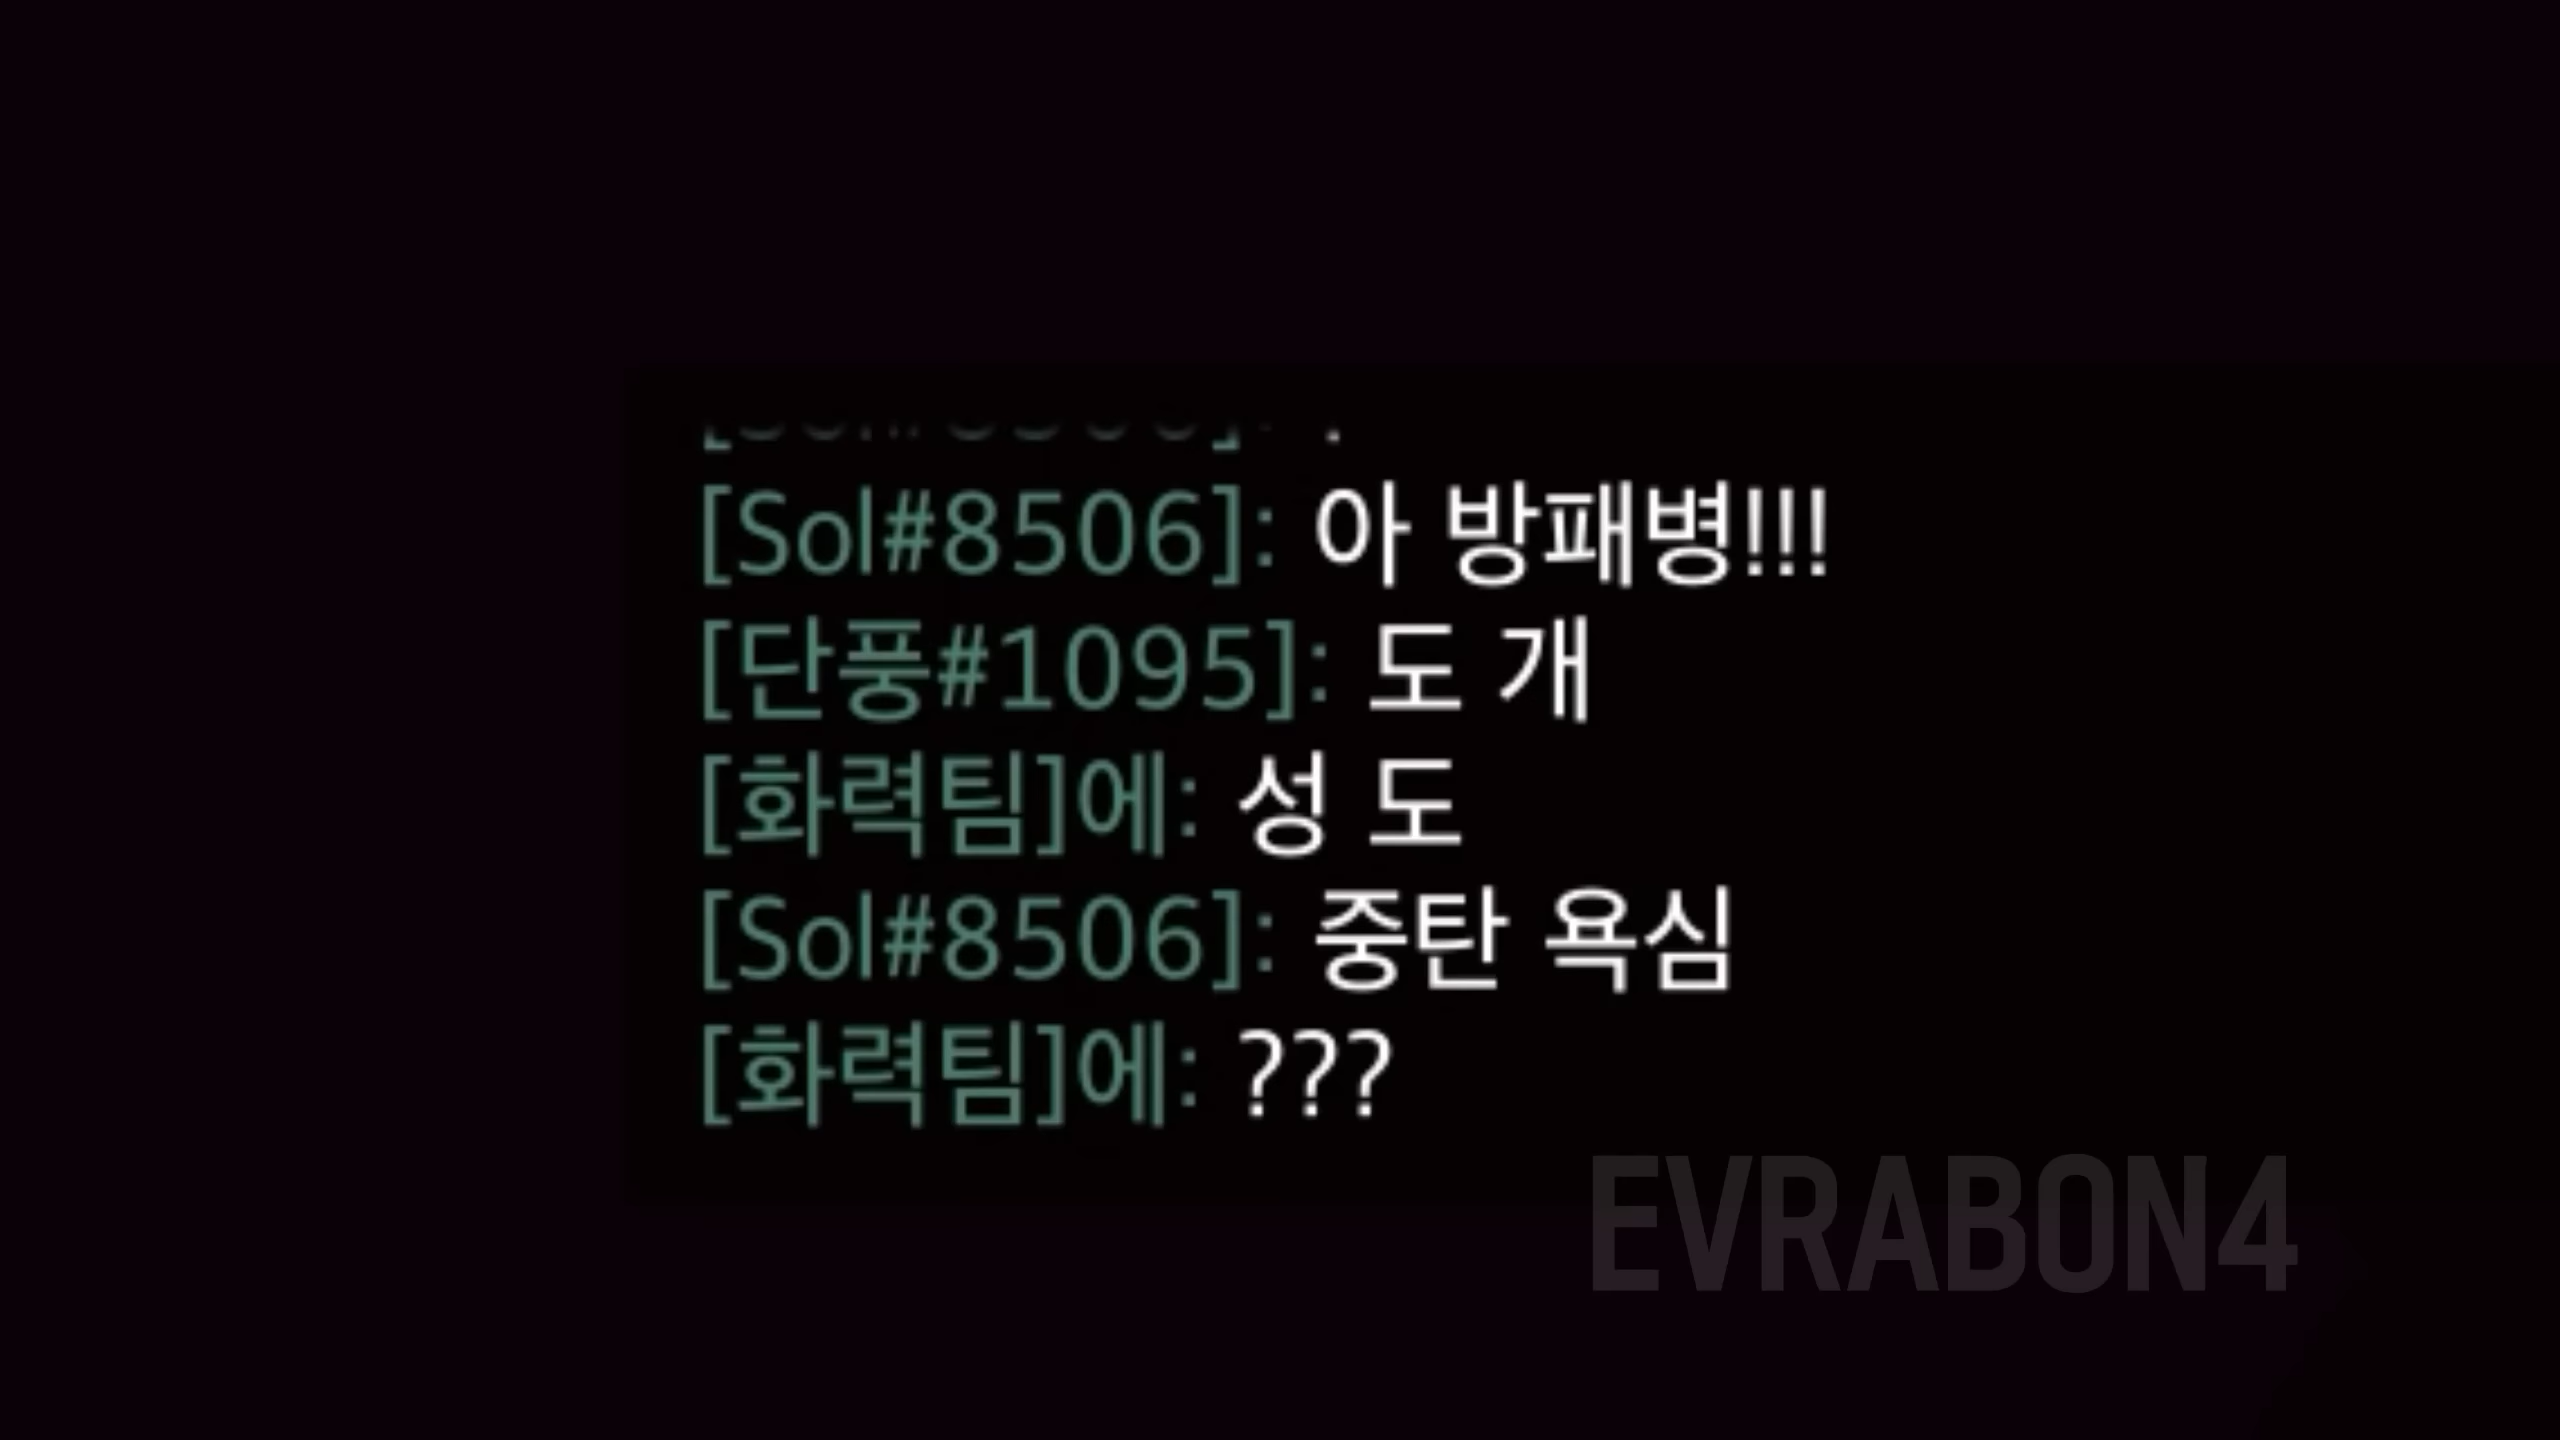 [Sol#8506]: 아 방패병!!!
[단풍#1095]: 도 개
[화력팀]에: 성 도
[Sol#8506]: 중탄 욕심
[화력팀]에: ???
EVRABON4